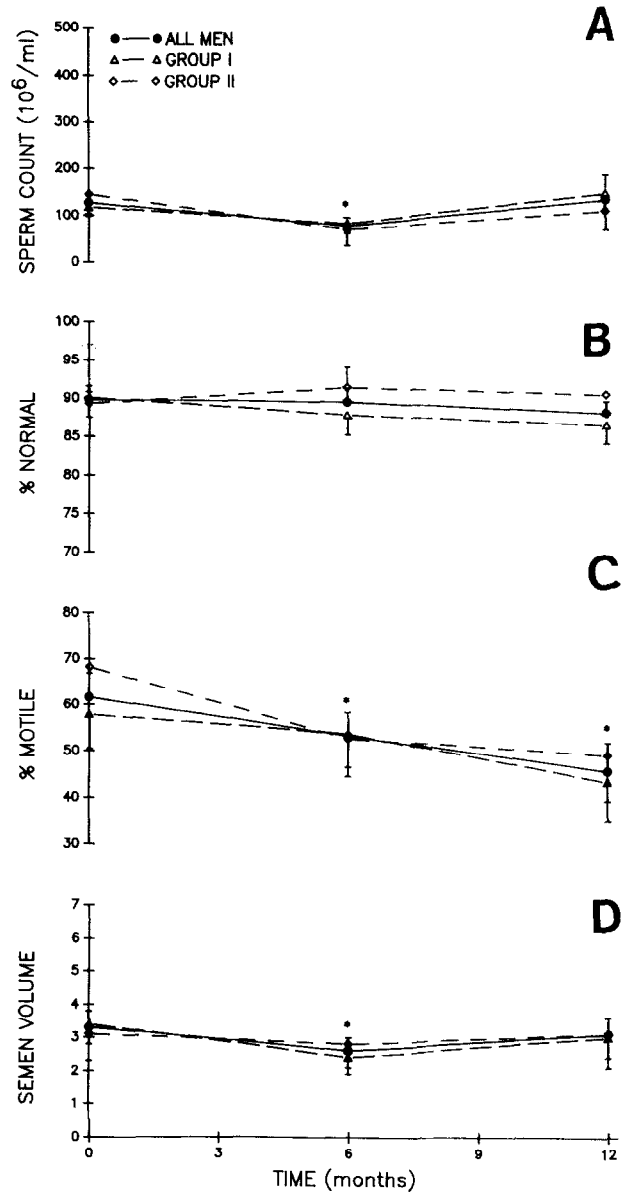 A
500
400
300
200
100
0
SPERM COUNT (10⁶/ml)
ALL MEN
GROUP I
GROUP II
*
B
100
95
90
85
80
75
70
% NORMAL
C
80
70
60
50
40
30
% MOTILE
*
*
D
7
6
5
4
3
2
1
0
SEMEN VOLUME
*
0 3 6 9 12
TIME (months)